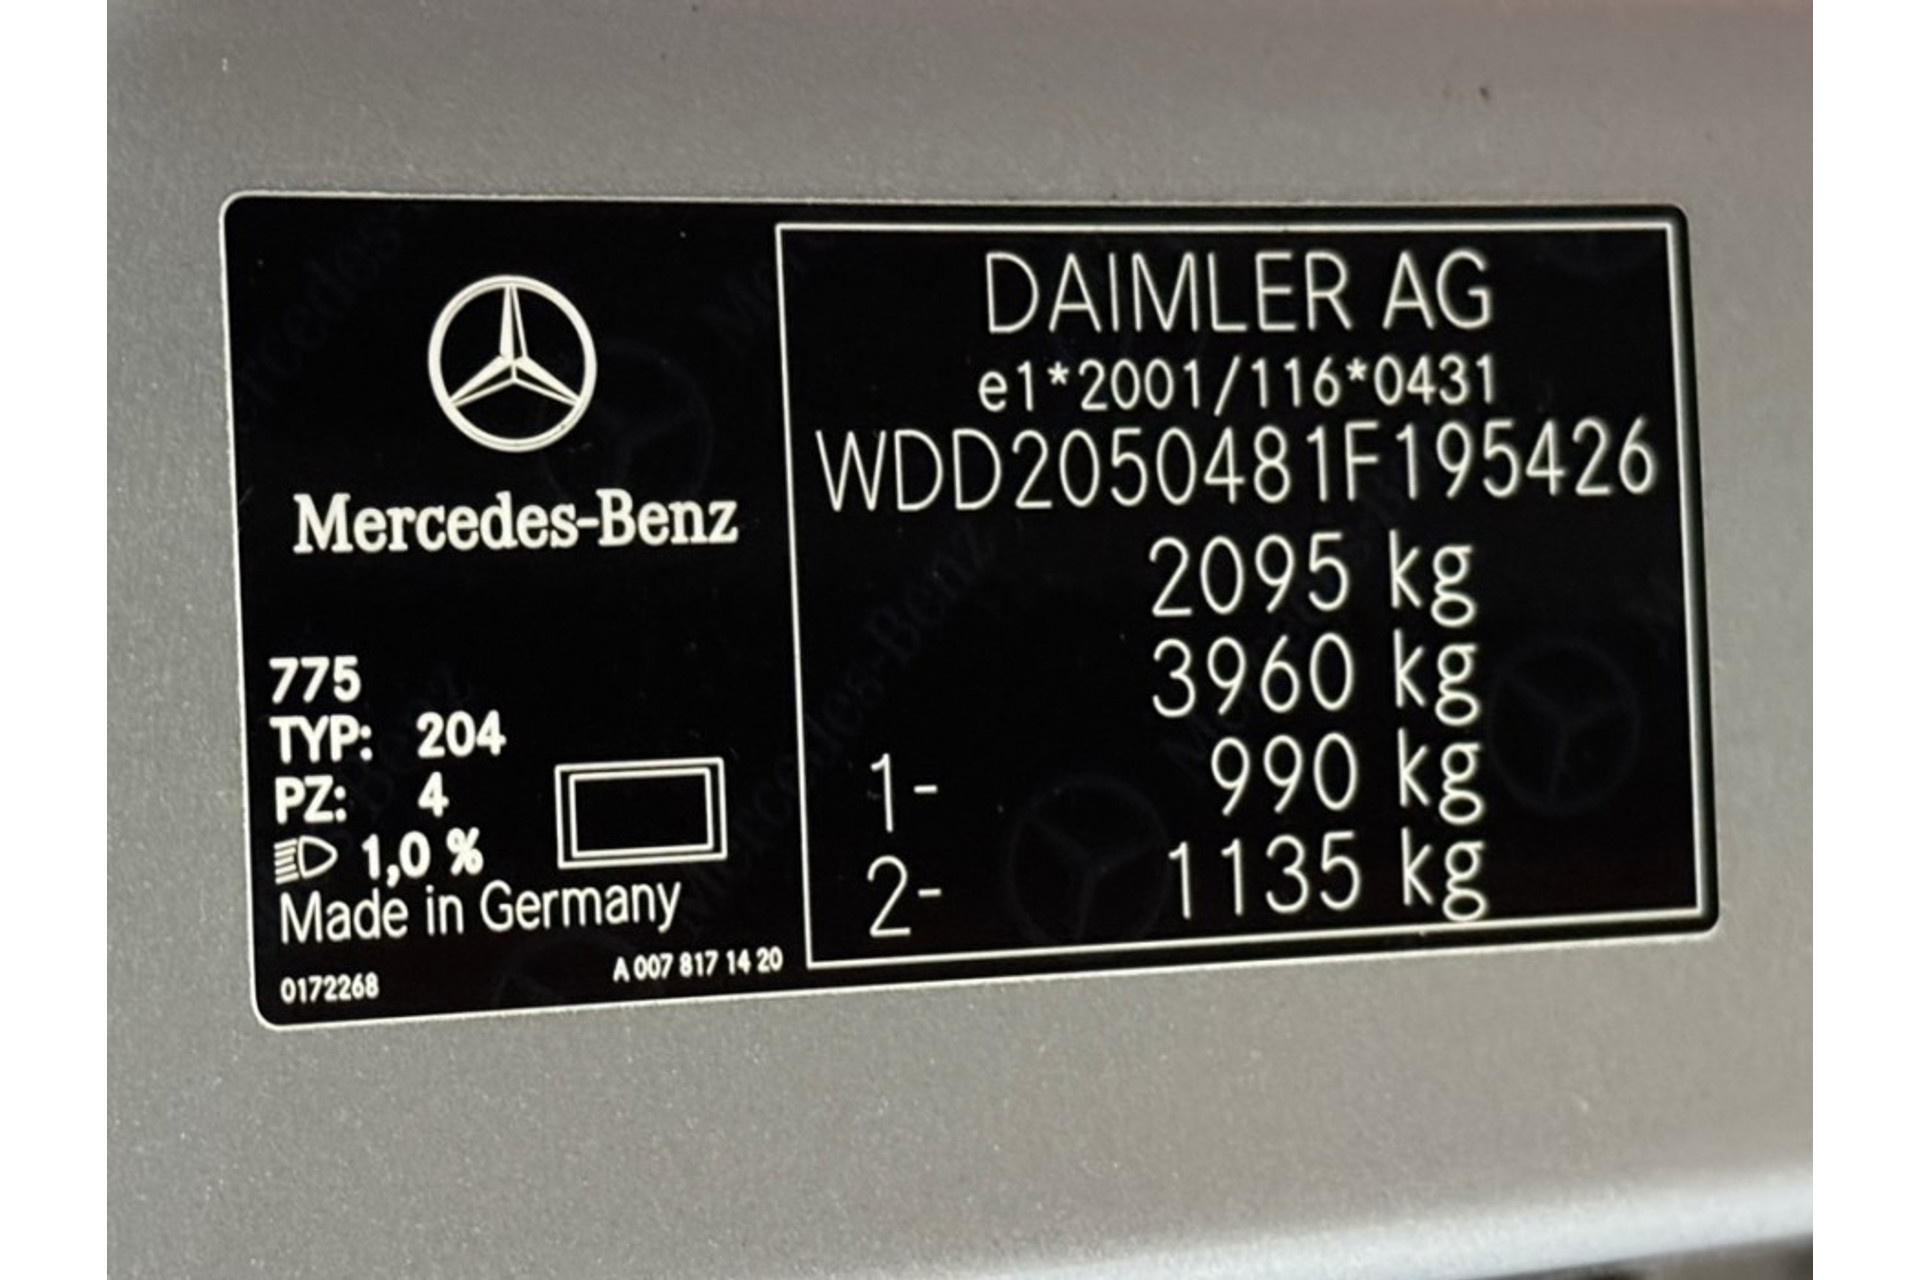 Mercedes-Benz
775
TYP: 204
PZ: 4
1,0 %
Made in Germany
0172268
A 007 817 14 20
DAIMLER AG
e1*2001/116*0431
WDD2050481F195426
2095 kg
3960 kg
1- 990 kg
2- 1135 kg